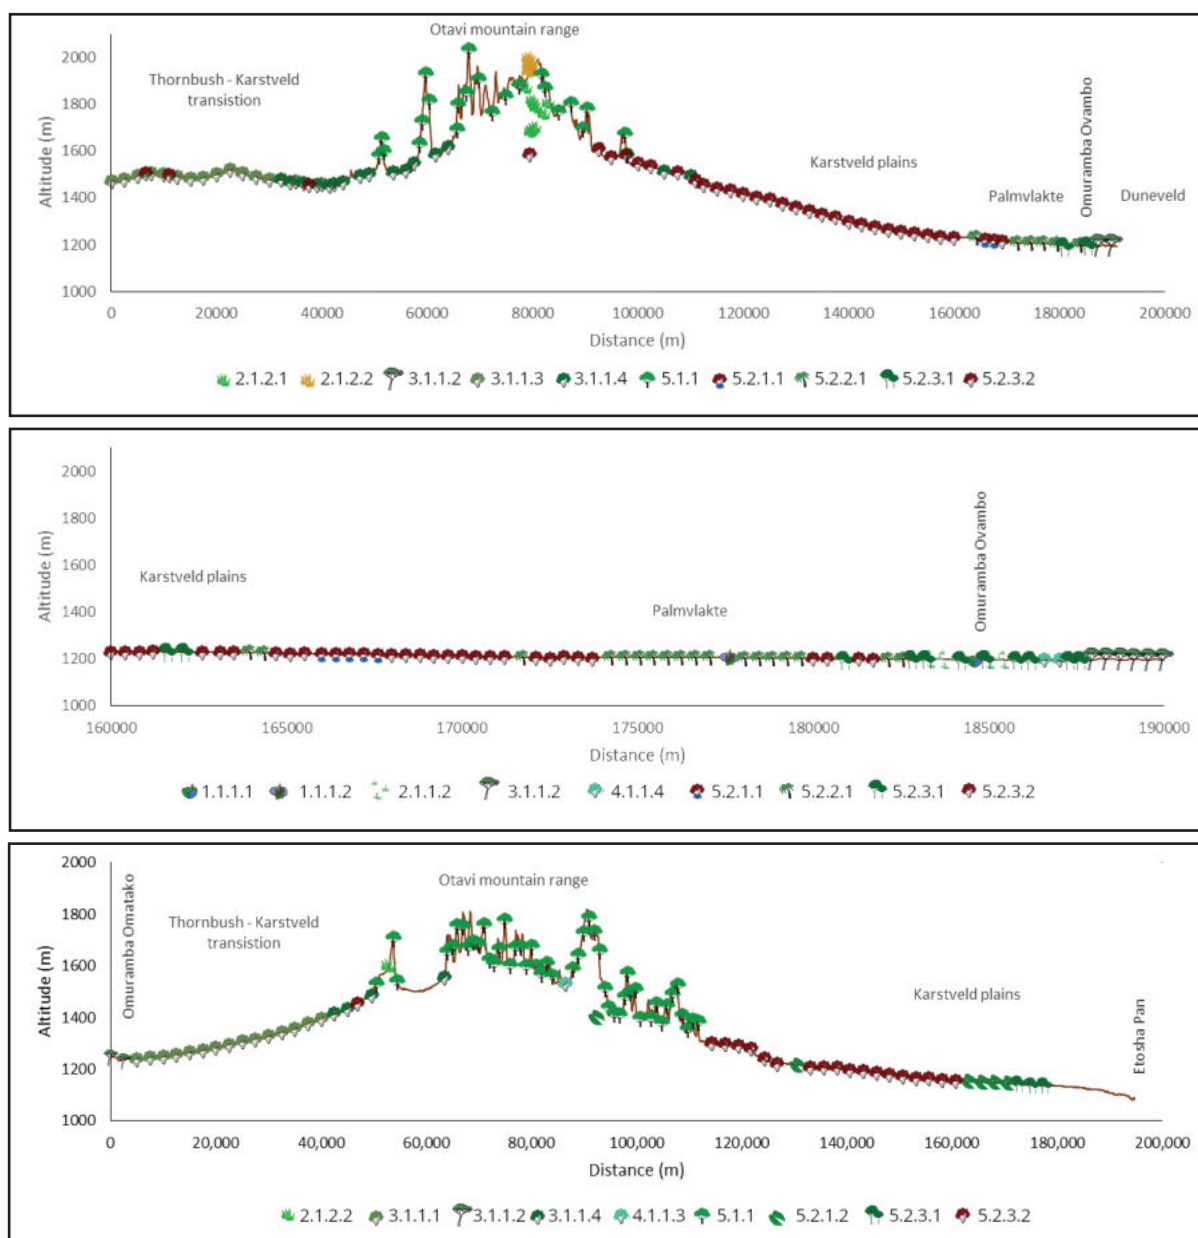 Otavi mountain range
Thornbush - Karstveld
transistion
Karstveld plains
Palmvlakte
Omuramba Ovambo
Duneveld
Altitude (m)
2000
1800
1600
1400
1200
1000
0 20000 40000 60000 80000 100000 120000 140000 160000 180000 200000
Distance (m)
2.1.2.1 2.1.2.2 3.1.1.2 3.1.1.3 3.1.1.4 5.1.1 5.2.1.1 5.2.2.1 5.2.3.1 5.2.3.2
Altitude (m)
2000
1800
1600
1400
1200
1000
Karstveld plains
Palmvlakte
Omuramba Ovambo
160000 165000 170000 175000 180000 185000 190000
Distance (m)
1.1.1.1 1.1.1.2 2.1.1.2 3.1.1.2 4.1.1.4 5.2.1.1 5.2.2.1 5.2.3.1 5.2.3.2
Altitude (m)
2000
1800
1600
1400
1200
1000
Omuramba Omatako
Thornbush - Karstveld
transistion
Otavi mountain range
Karstveld plains
Etosha Pan
0 20,000 40,000 60,000 80,000 100,000 120,000 140,000 160,000 180,000 200,000
Distance (m)
2.1.2.2 3.1.1.1 3.1.1.2 3.1.1.4 4.1.1.3 5.1.1 5.2.1.2 5.2.3.1 5.2.3.2